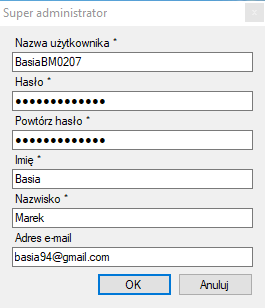 Super administrator
Nazwa użytkownika *
BasiaBM0207
Hasło *
●●●●●●●●●●●●●
Powtórz hasło *
●●●●●●●●●●●●●
Imię *
Basia
Nazwisko *
Marek
Adres e-mail
basia94@gmail.com
OK Anuluj